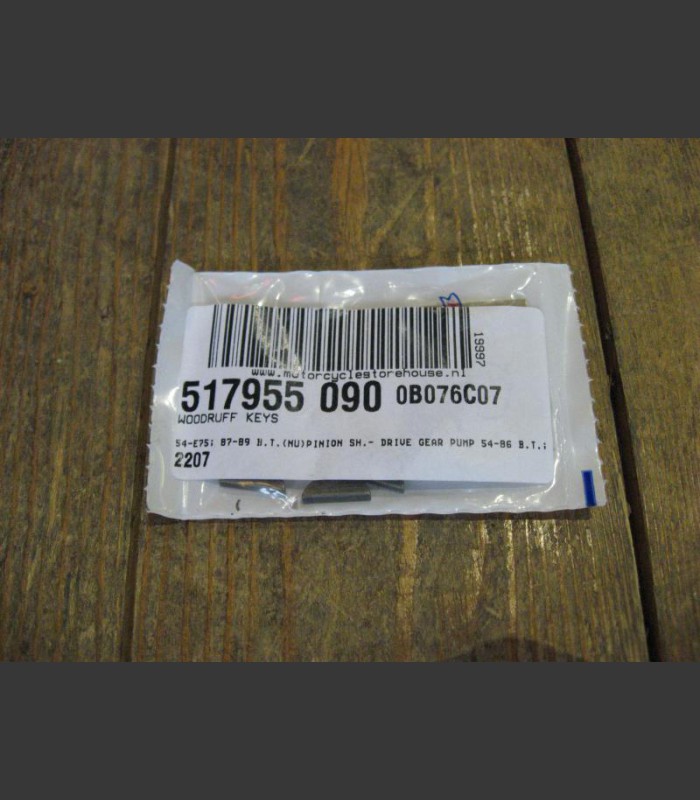 19997
www.motorcyclestorehouse.nl
517955 090 0B076C07
WOODRUFF KEYS
54-E75; 87-89 B.T.(NU)PINION SH.- DRIVE GEAR PUMP 54-86 B.T.;
2207